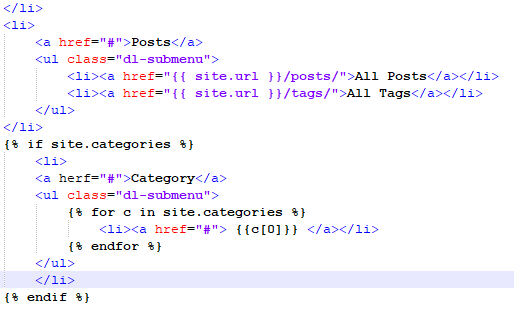 </li>
<li>
<a href="#">Posts</a>
<ul class="dl-submenu">
<li><a href="{{ site.url }}/posts/">All Posts</a></li>
<li><a href="{{ site.url }}/tags/">All Tags</a></li>
</ul>
</li>
{% if site.categories %}
<li>
<a herf="#">Category</a>
<ul class="dl-submenu">
{% for c in site.categories %}
<li><a href="#"> {{c[0]}} </a></li>
{% endfor %}
</ul>
</li>
{% endif %}